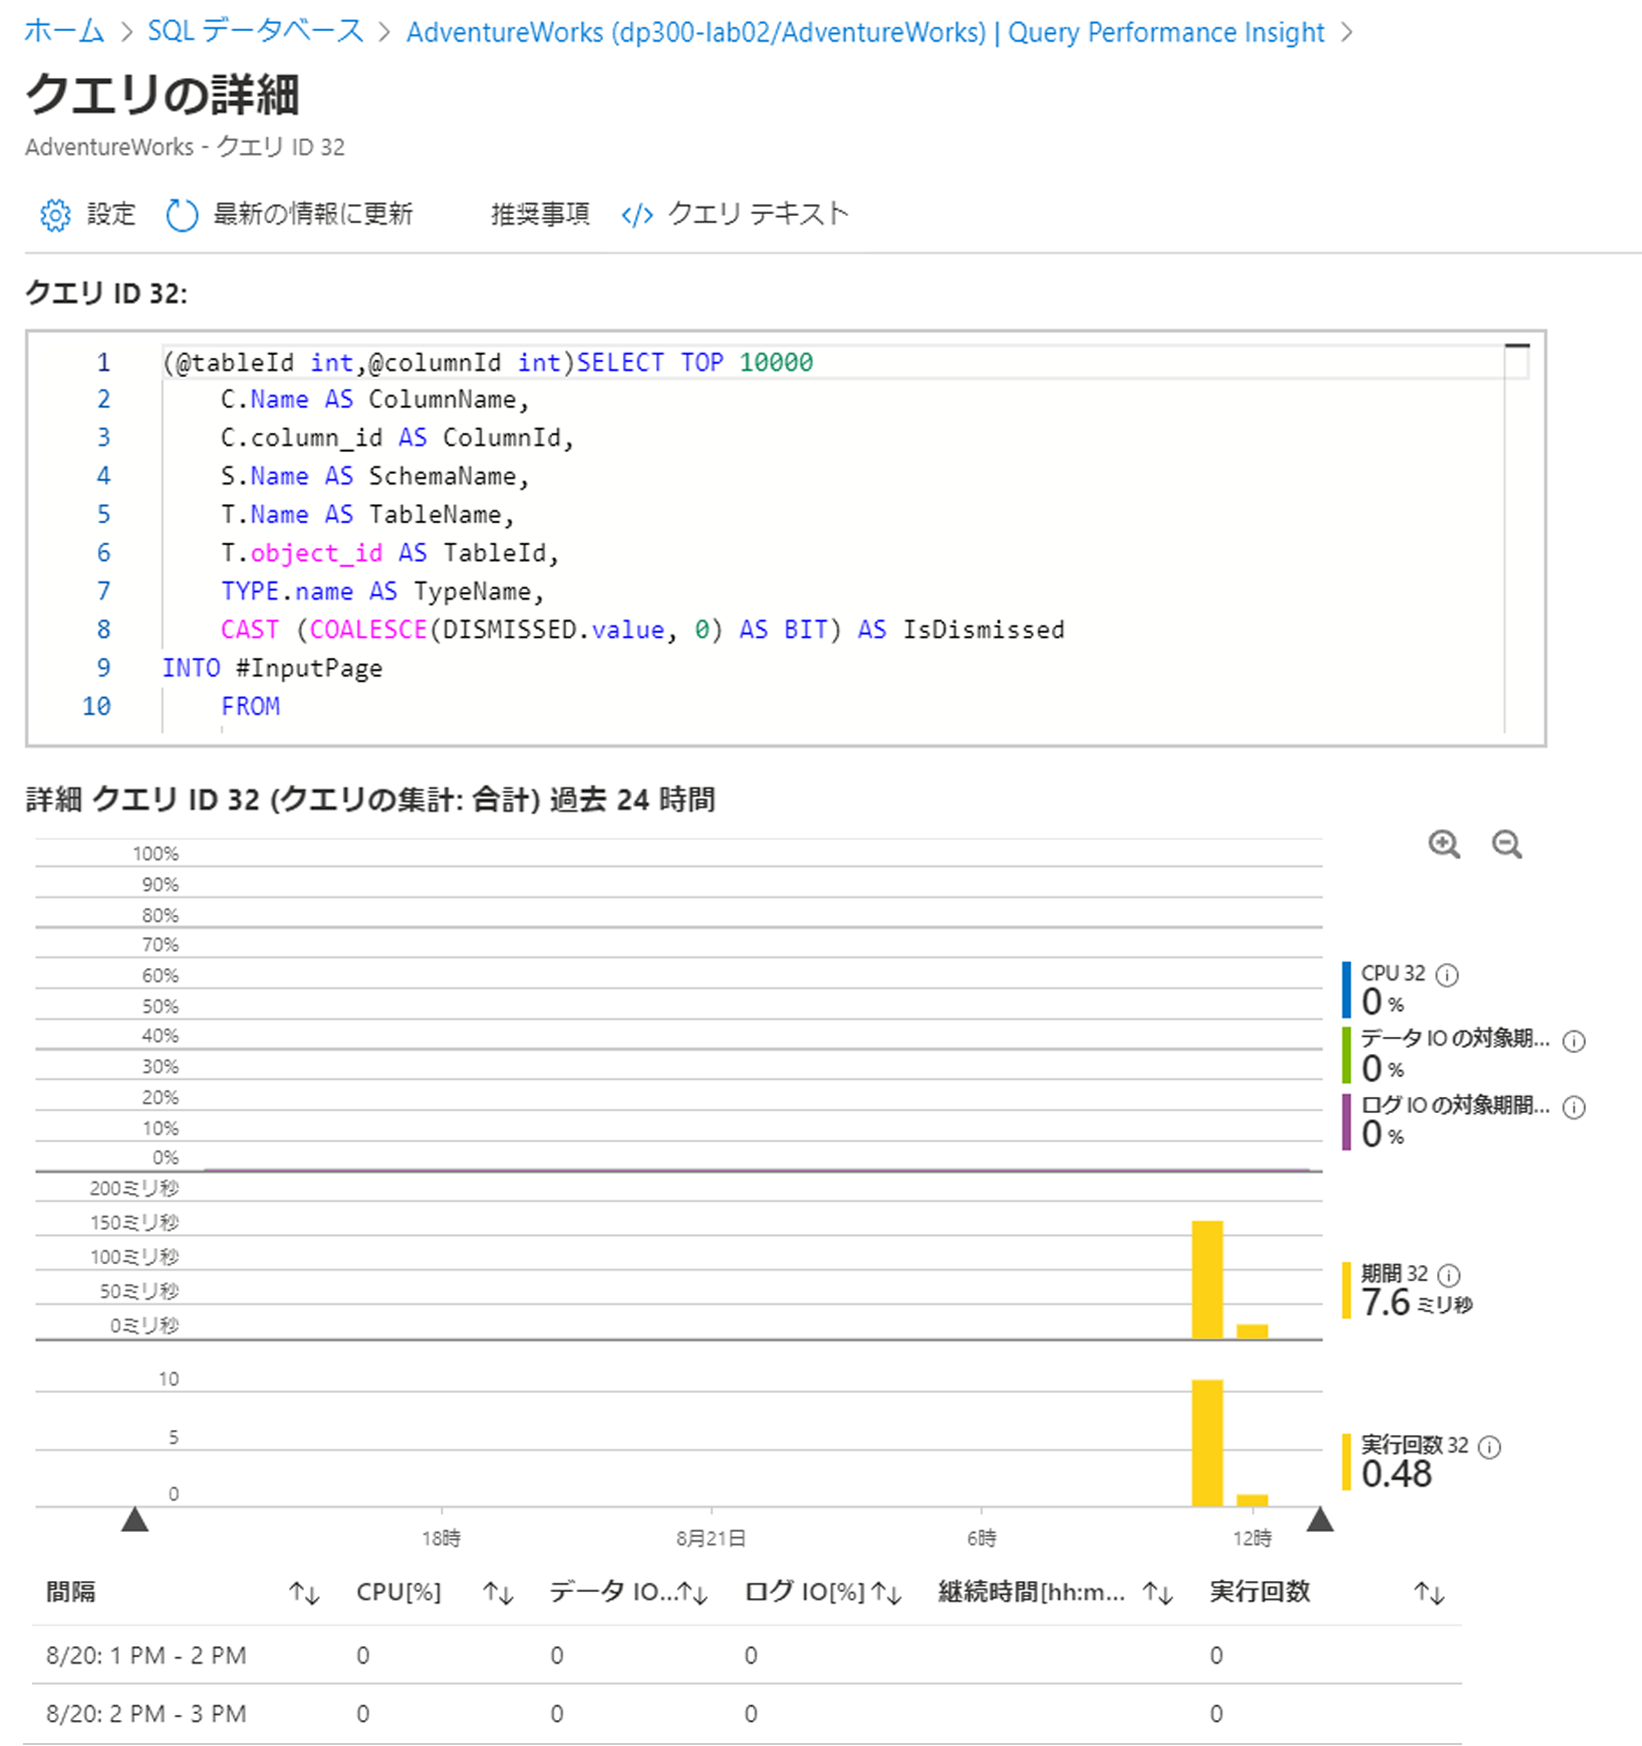 ホーム > SQL データベース > AdventureWorks (dp300-lab02/AdventureWorks) | Query Performance Insight >
クエリの詳細
AdventureWorks - クエリ ID 32
設定 最新の情報に更新 推奨事項 </> クエリ テキスト
クエリ ID 32:
1 (@tableId int,@columnId int)SELECT TOP 10000
2 C.Name AS ColumnName,
3 C.column_id AS ColumnId,
4 S.Name AS SchemaName,
5 T.Name AS TableName,
6 T.object_id AS TableId,
7 TYPE.name AS TypeName,
8 CAST (COALESCE(DISMISSED.value, 0) AS BIT) AS IsDismissed
9 INTO #InputPage
10 FROM
詳細 クエリ ID 32 (クエリの集計: 合計) 過去 24 時間
100%
90%
80%
70%
60%
50%
40%
30%
20%
10%
0%
CPU 32
0 %
データ IO の対象期...
0 %
ログ IO の対象期間...
0 %
200ミリ秒
150ミリ秒
100ミリ秒
50ミリ秒
0ミリ秒
期間 32
7.6 ミリ秒
10
5
0
実行回数 32
0.48
18時 8月21日 6時 12時
間隔 ↑↓ CPU[%] ↑↓ データ IO...↑↓ ログ IO[%] ↑↓ 継続時間[hh:m... ↑↓ 実行回数 ↑↓
8/20: 1 PM - 2 PM 0 0 0 0
8/20: 2 PM - 3 PM 0 0 0 0